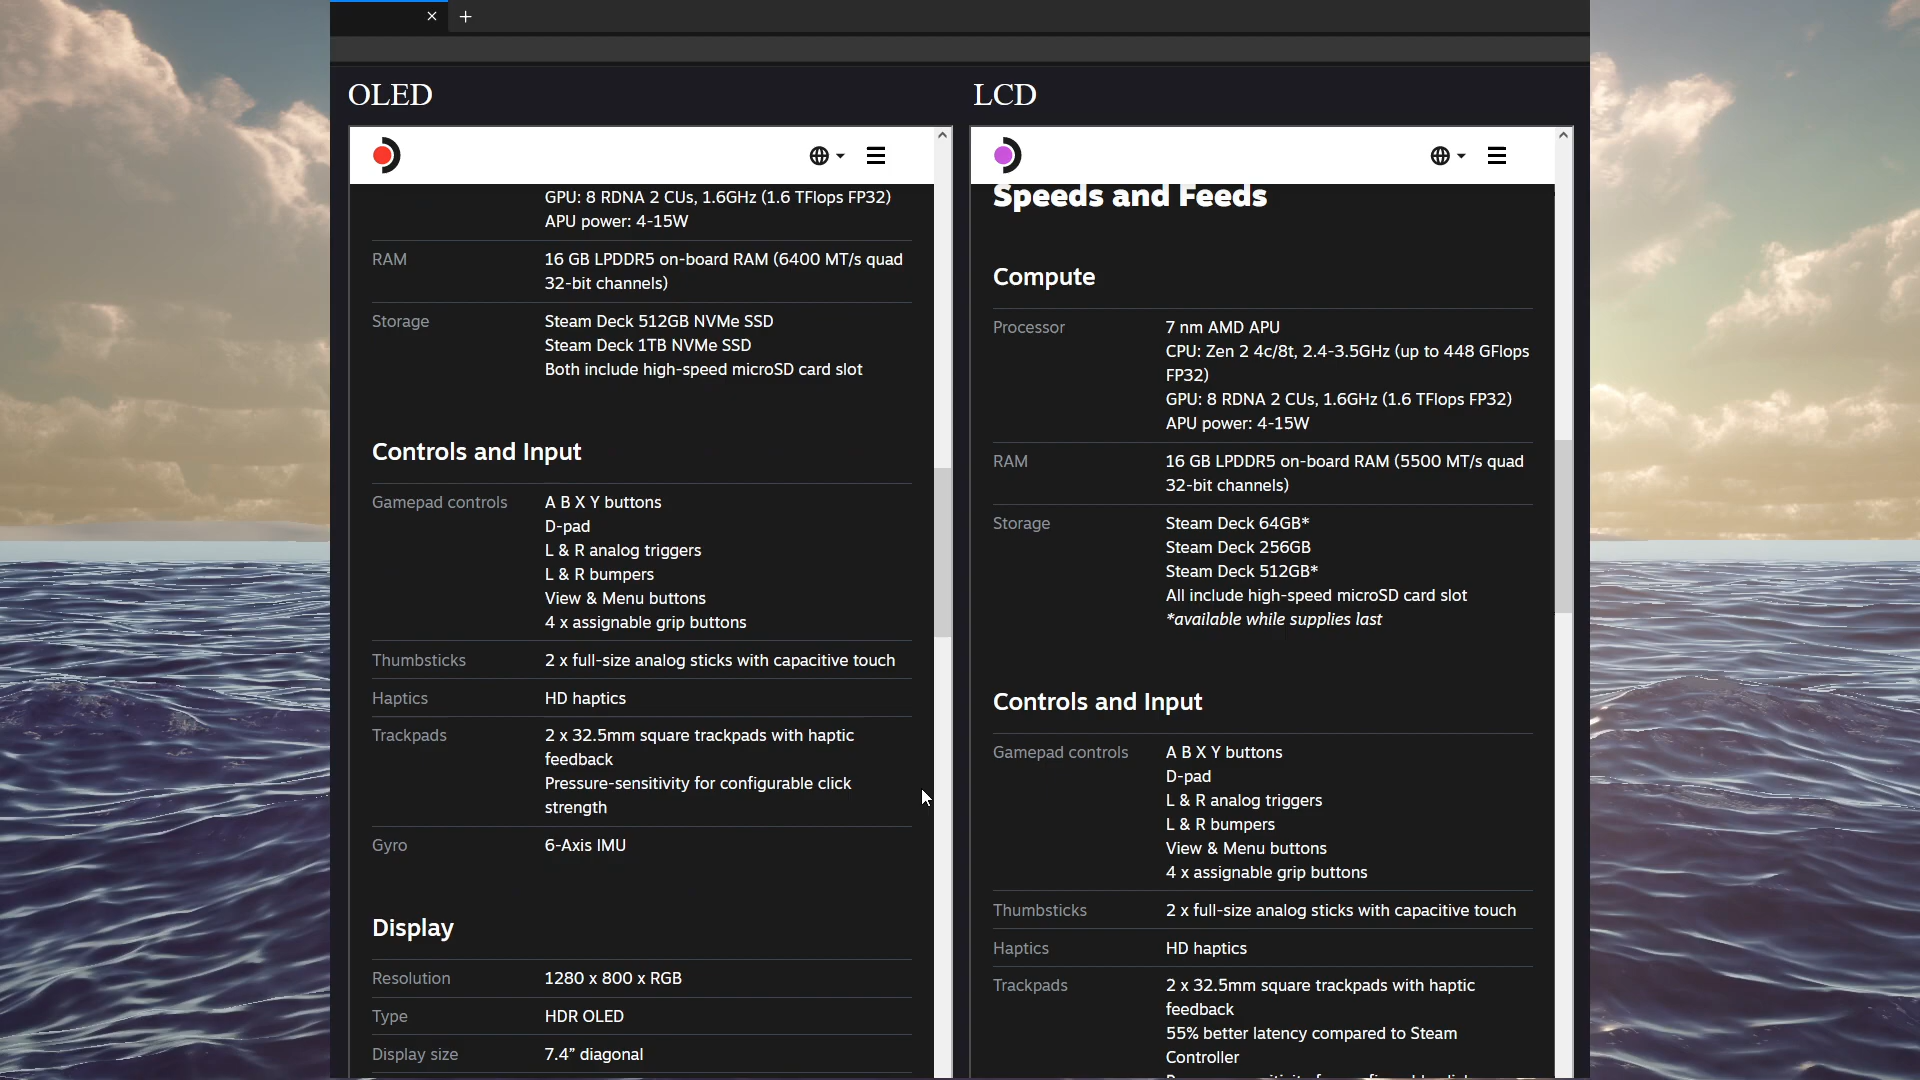 OLED
GPU: 8 RDNA 2 CUs, 1.6GHz (1.6 TFlops FP32)
APU power: 4-15W
RAM
16 GB LPDDR5 on-board RAM (6400 MT/s quad
32-bit channels)
Storage
Steam Deck 512GB NVMe SSD
Steam Deck 1TB NVMe SSD
Both include high-speed microSD card slot
Controls and Input
Gamepad controls
A B X Y buttons
D-pad
L & R analog triggers
L & R bumpers
View & Menu buttons
4 x assignable grip buttons
Thumbsticks
2 x full-size analog sticks with capacitive touch
Haptics
HD haptics
Trackpads
2 x 32.5mm square trackpads with haptic
feedback
Pressure-sensitivity for configurable click
strength
Gyro
6-Axis IMU
Display
Resolution
1280 x 800 x RGB
Type
HDR OLED
Display size
7.4” diagonal
LCD
Speeds and Feeds
Compute
Processor
7 nm AMD APU
CPU: Zen 2 4c/8t, 2.4-3.5GHz (up to 448 GFlops
FP32)
GPU: 8 RDNA 2 CUs, 1.6GHz (1.6 TFlops FP32)
APU power: 4-15W
RAM
16 GB LPDDR5 on-board RAM (5500 MT/s quad
32-bit channels)
Storage
Steam Deck 64GB*
Steam Deck 256GB
Steam Deck 512GB*
All include high-speed microSD card slot
*available while supplies last
Controls and Input
Gamepad controls
A B X Y buttons
D-pad
L & R analog triggers
L & R bumpers
View & Menu buttons
4 x assignable grip buttons
Thumbsticks
2 x full-size analog sticks with capacitive touch
Haptics
HD haptics
Trackpads
2 x 32.5mm square trackpads with haptic
feedback
55% better latency compared to Steam
Controller